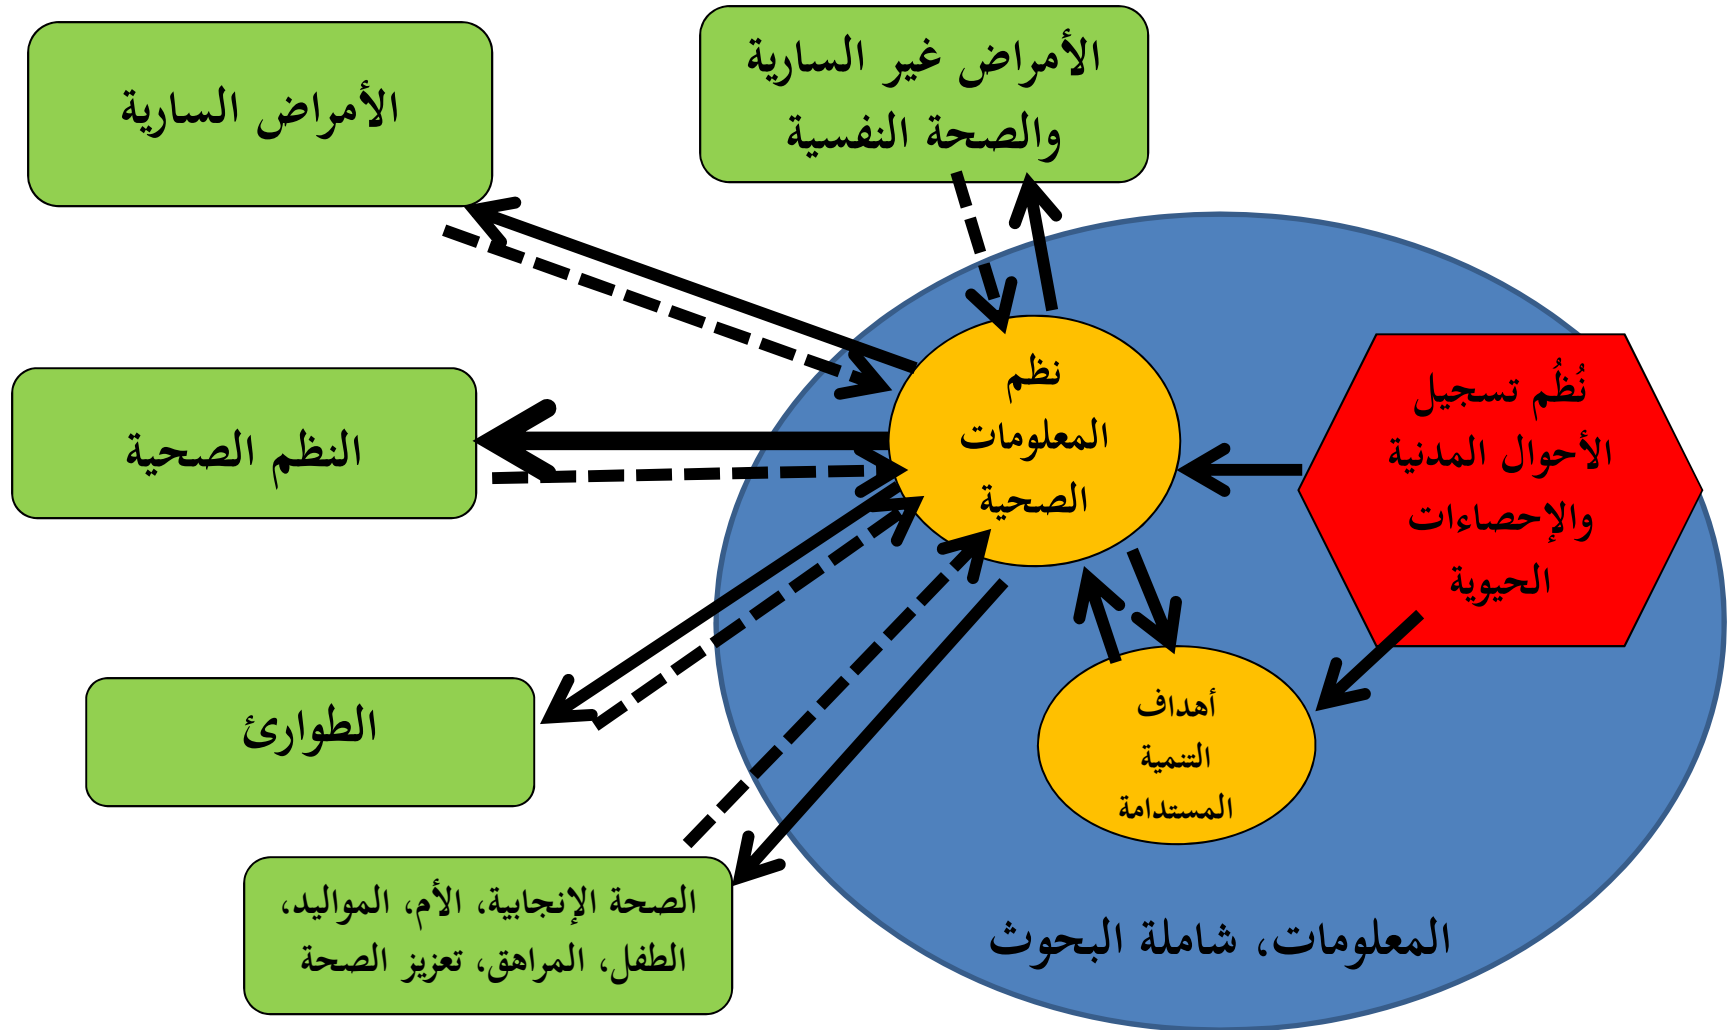 الأمراض غير السارية
والصحة النفسية
الأمراض السارية
نظم
المعلومات
الصحية
نُظُم تسجيل
الأحوال المدنية
والإحصاءات
الحيوية
النظم الصحية
الطوارئ
أهداف
التنمية
المستدامة
الصحة الإنجابية، الأم، المواليد،
الطفل، المراهق، تعزيز الصحة
المعلومات، شاملة البحوث